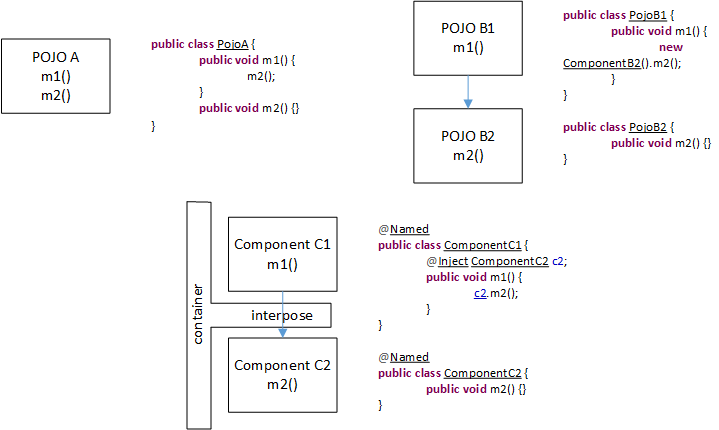 POJO A
m1()
m2()
public class PojoA {
public void m1() {
m2();
}
public void m2() {}
}
POJO B1
m1()
POJO B2
m2()
public class PojoB1 {
public void m1() {
new
ComponentB2().m2();
}
}
public class PojoB2 {
public void m2() {}
}
container
Component C1
m1()
interpose
Component C2
m2()
@Named
public class ComponentC1 {
@Inject ComponentC2 c2;
public void m1() {
c2.m2();
}
}
@Named
public class ComponentC2 {
public void m2() {}
}